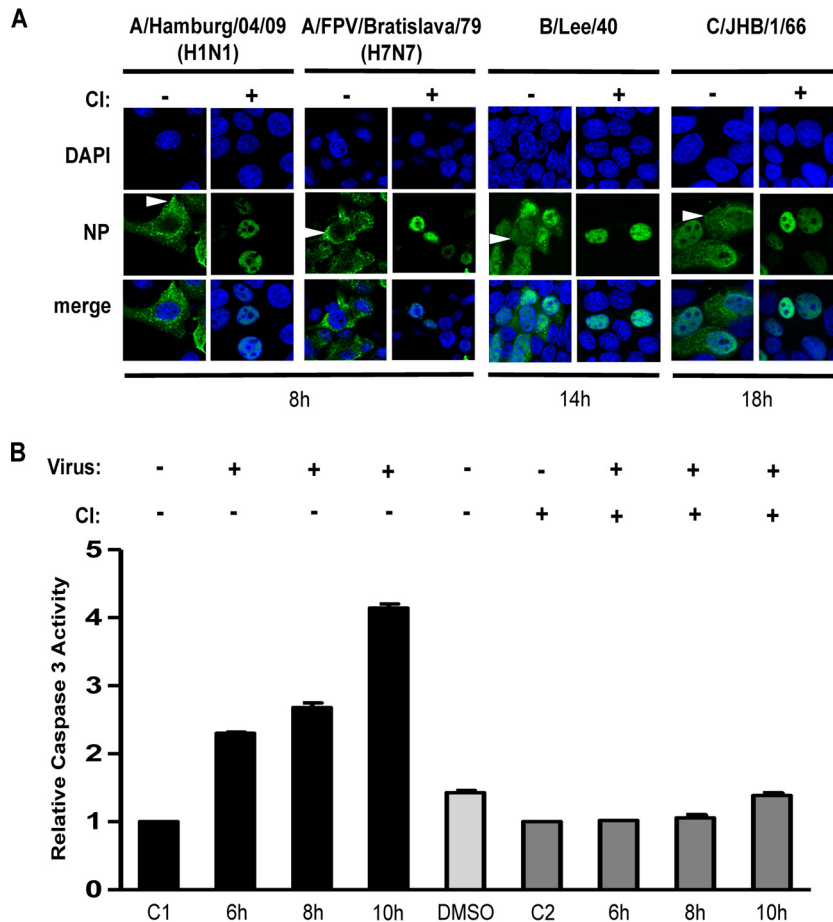 A
A/Hamburg/04/09 A/FPV/Bratislava/79 B/Lee/40 C/JHB/1/66
(H1N1) (H7N7)
CI: - + - + - + - +
DAPI
NP
merge
8h 14h 18h
B
Virus: - + + + - - + + +
CI: - - - - - + + + +
Relative Caspase 3 Activity
5
4
3
2
1
0
C1 6h 8h 10h DMSO C2 6h 8h 10h